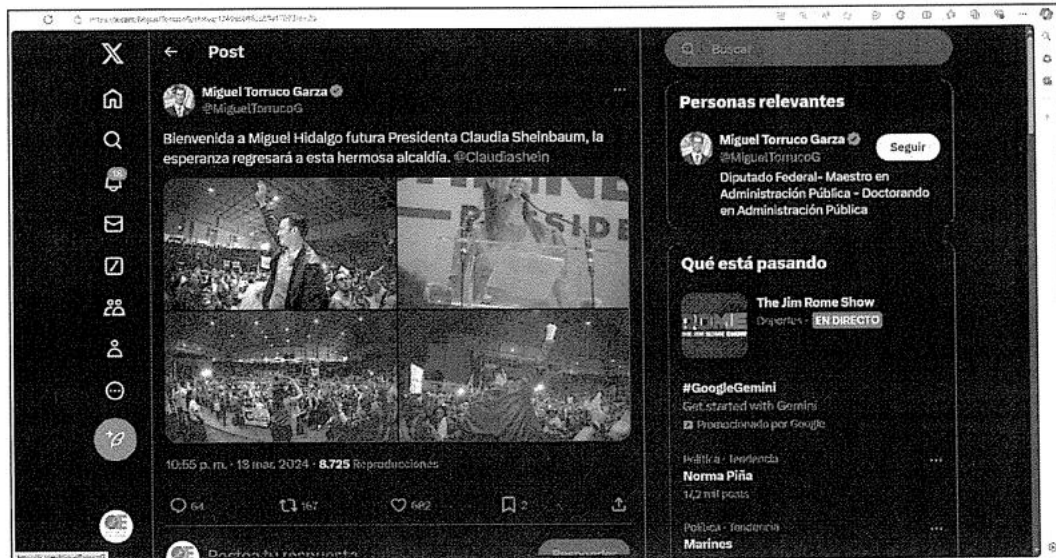 Post
Buscar
Miguel Torruco Garza
@MiguelTorrucoG
Bienvenida a Miguel Hidalgo futura Presidenta Claudia Sheinbaum, la
esperanza regresará a esta hermosa alcaldía. @Claudiashein
PRESIDE
10:55 p. m. · 13 mar. 2024 · 8.725 Reproducciones
64 167 602 2
Postea tu respuesta
Responder
Personas relevantes
Miguel Torruco Garza
@MiguelTorrucoG
Seguir
Diputado Federal- Maestro en
Administración Pública - Doctorando
en Administración Pública
Qué está pasando
The Jim Rome Show
Deportes · EN DIRECTO
#GoogleGemini
Get started with Gemini
Promocionado por Google
Política · Tendencia
Norma Piña
17,2 mil posts
Política · Tendencia
Marines